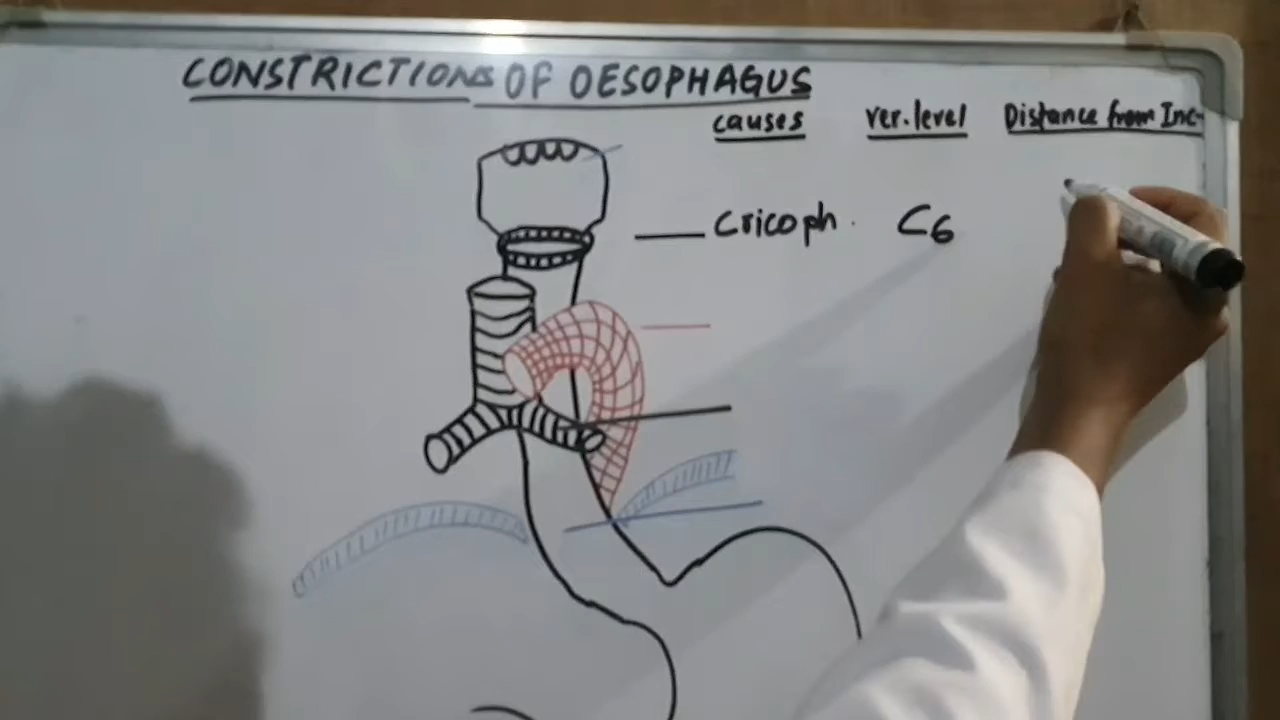 CONSTRICTIONS OF OESOPHAGUS
causes ver.level Distance from Inc-
Cricoph. C6